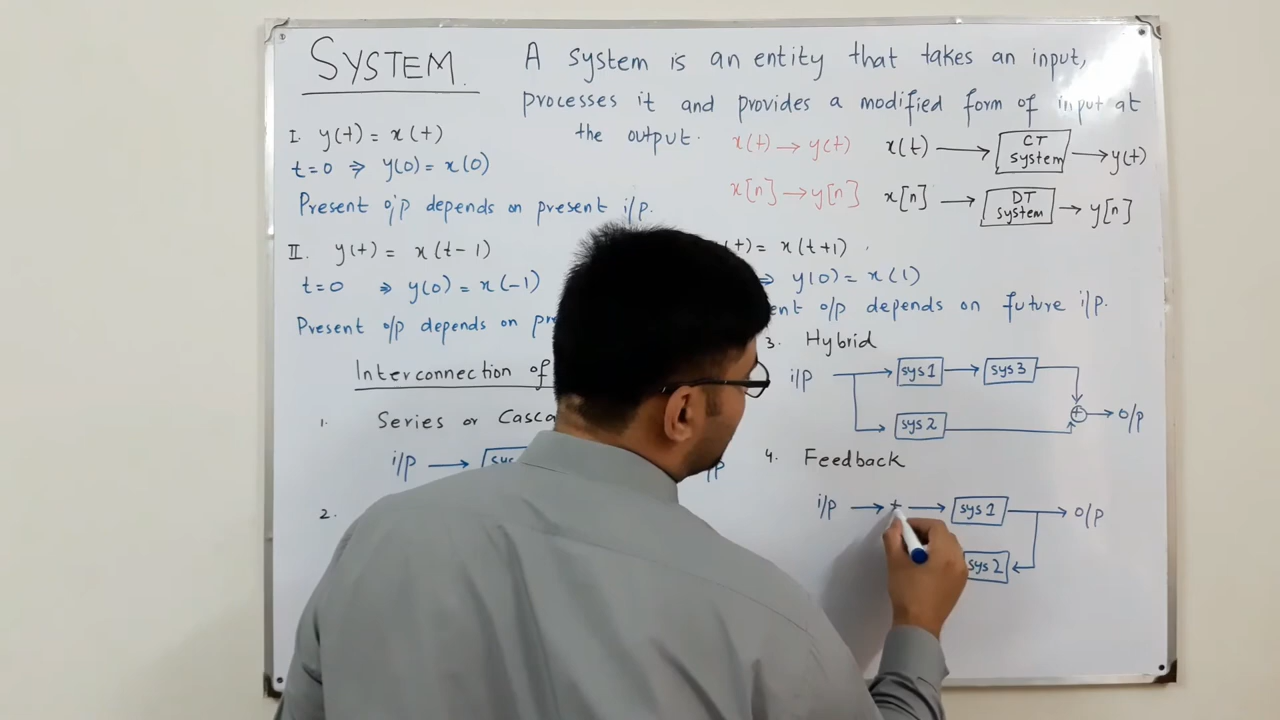 SYSTEM. A system is an entity that takes an input,
processes it and provides a modified form of input at
the output.
x(t) → y(t) x(t) → CT system → y(t)
x[n] → y[n] x[n] → DT system → y[n]
I. y(t) = x(t)
t=0 ⇒ y(0) = x(0)
Present o/p depends on present i/p.
II. y(t) = x(t-1)
t=0 ⇒ y(0) = x(-1)
Present o/p depends on
(t) = x(t+1)
⇒ y(0) = x(1)
o/p depends on future i/p.
Interconnection of
1. Series or
i/p →
2.
3. Hybrid
i/p → sys 1 → sys 3
sys 2 + → o/p
4. Feedback
i/p → + → sys 1 → o/p
sys 2